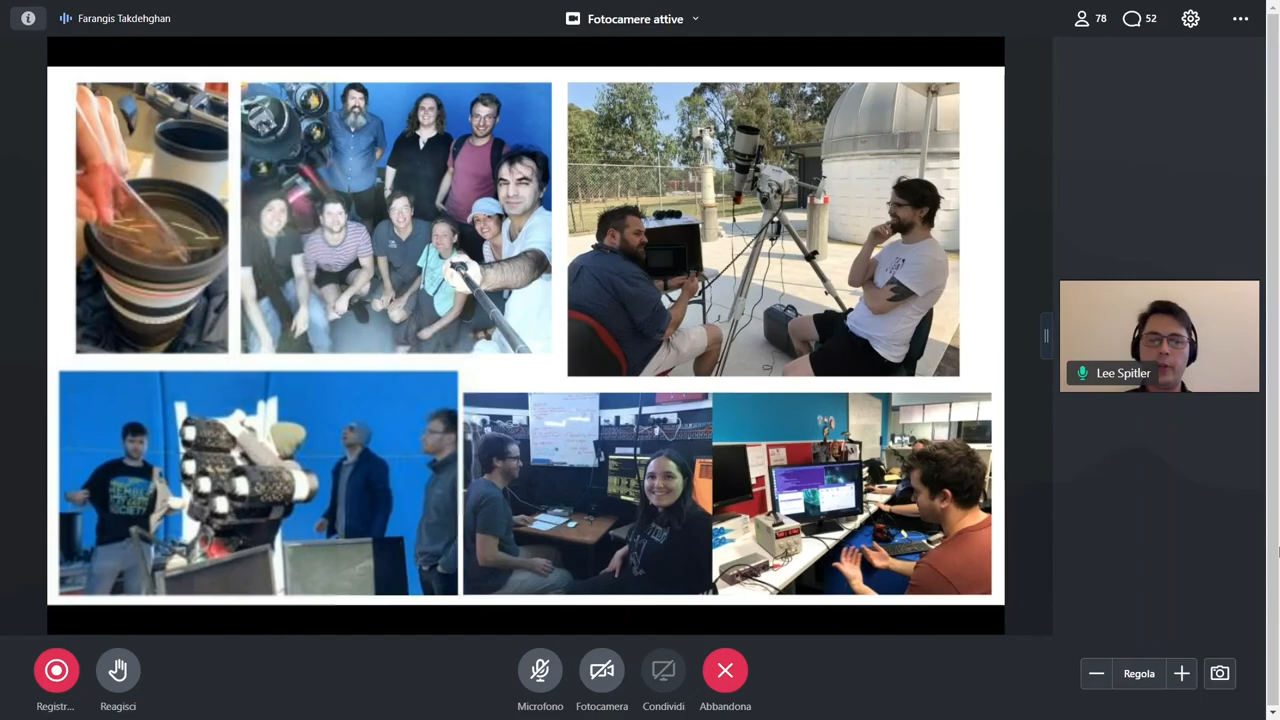 Farangis Takdehghan
Fotocamere attive
78
52
Lee Spitler
Registr...
Reagisci
Microfono
Fotocamera
Condividi
Abbandona
Regola